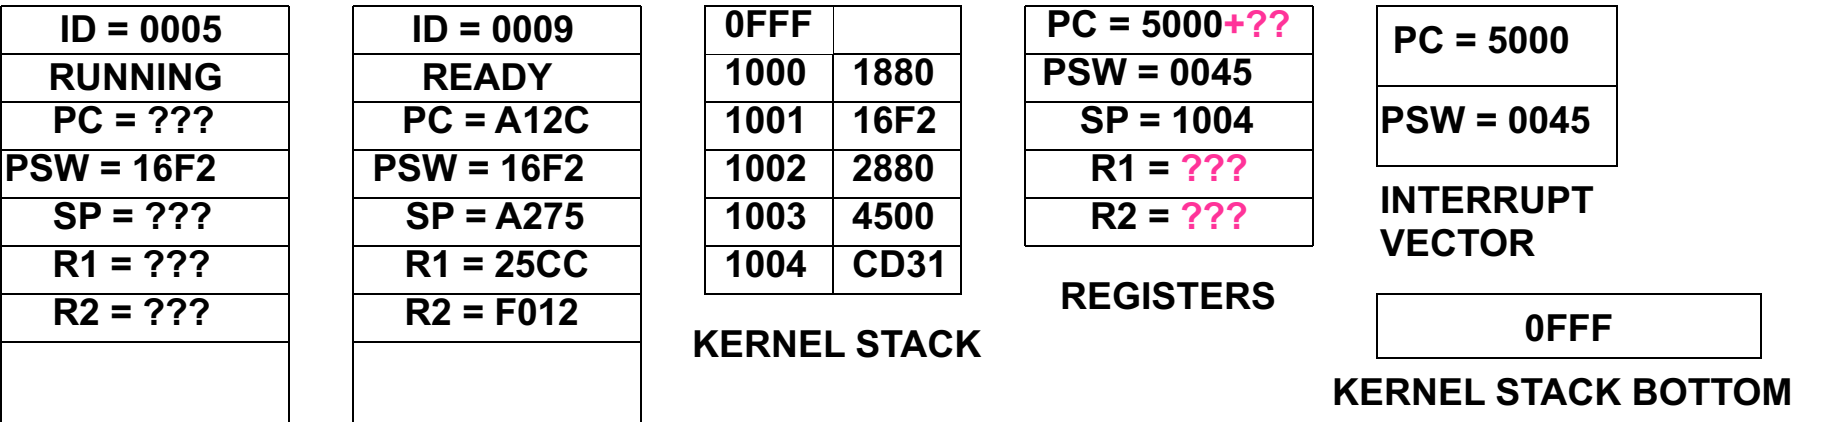 ID = 0005
RUNNING
PC = ???
PSW = 16F2
SP = ???
R1 = ???
R2 = ???
ID = 0009
READY
PC = A12C
PSW = 16F2
SP = A275
R1 = 25CC
R2 = F012
0FFF
1000 1880
1001 16F2
1002 2880
1003 4500
1004 CD31
KERNEL STACK
PC = 5000+??
PSW = 0045
SP = 1004
R1 = ???
R2 = ???
REGISTERS
PC = 5000
PSW = 0045
INTERRUPT
VECTOR
0FFF
KERNEL STACK BOTTOM